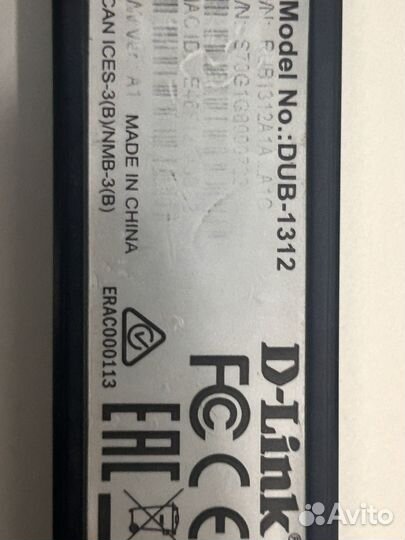 Model No.:DUB-1312
MADE IN CHINA
CAN ICES-3(B)/NMB-3(B)
ERAC000113
D-Link®
FC
CE
EAC
Avito